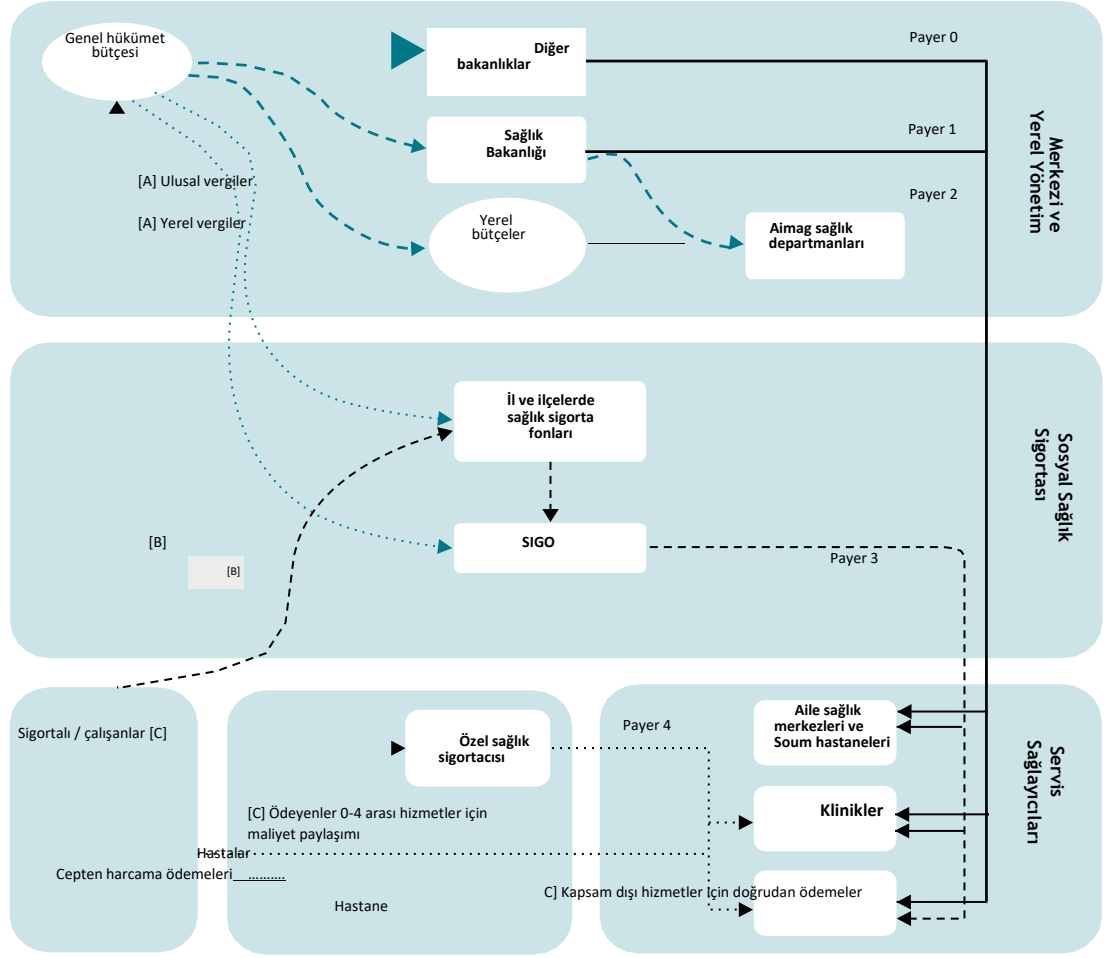 Genel hükümet
bütçesi
Diğer
bakanlıklar
Payer 0
Sağlık
Bakanlığı
Payer 1
[A] Ulusal vergiler
Payer 2
[A] Yerel vergiler
Yerel
bütçeler
Aimag sağlık
departmanları
Merkezi ve
Yerel Yönetim
İl ve ilçelerde
sağlık sigorta
fonları
SIGO
[B]
[B]
Payer 3
Sosyal Sağlık
Sigortası
Sigortalı / çalışanlar [C]
Özel sağlık
sigortacısı
Payer 4
Aile sağlık
merkezleri ve
Soum hastaneleri
[C] Ödeyenler 0-4 arası hizmetler için
maliyet paylaşımı
Klinikler
Hastalar
Cepten harcama ödemeleri ..........
C] Kapsam dışı hizmetler için doğrudan ödemeler
Hastane
Servis
Sağlayıcıları